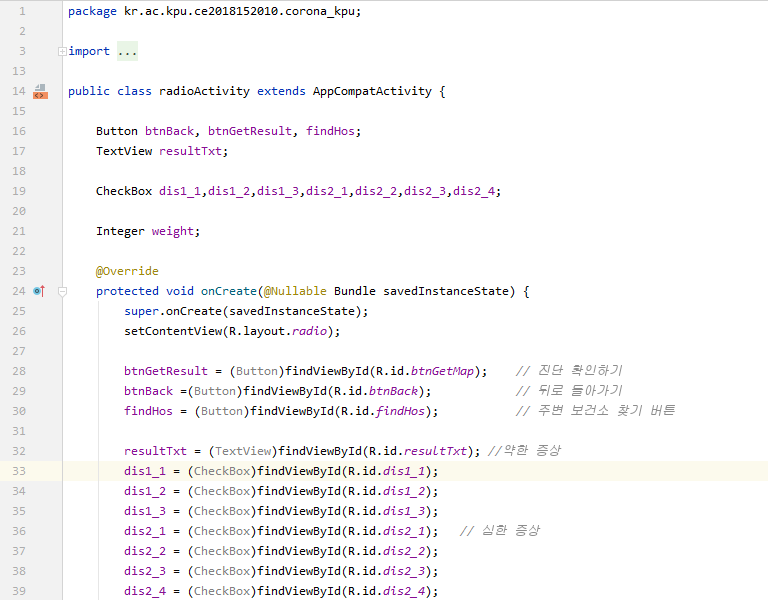 1 package kr.ac.kpu.ce2018152010.corona_kpu;
2
3 import ...
13
14 public class radioActivity extends AppCompatActivity {
15
16 Button btnBack, btnGetResult, findHos;
17 TextView resultTxt;
18
19 CheckBox dis1_1,dis1_2,dis1_3,dis2_1,dis2_2,dis2_3,dis2_4;
20
21 Integer weight;
22
23 @Override
24 protected void onCreate(@Nullable Bundle savedInstanceState) {
25 super.onCreate(savedInstanceState);
26 setContentView(R.layout.radio);
27
28 btnGetResult = (Button)findViewById(R.id.btnGetMap); // 진단 확인하기
29 btnBack =(Button)findViewById(R.id.btnBack); // 뒤로 돌아가기
30 findHos = (Button)findViewById(R.id.findHos); // 주변 보건소 찾기 버튼
31
32 resultTxt = (TextView)findViewById(R.id.resultTxt); //약한 증상
33 dis1_1 = (CheckBox)findViewById(R.id.dis1_1);
34 dis1_2 = (CheckBox)findViewById(R.id.dis1_2);
35 dis1_3 = (CheckBox)findViewById(R.id.dis1_3);
36 dis2_1 = (CheckBox)findViewById(R.id.dis2_1); // 심한 증상
37 dis2_2 = (CheckBox)findViewById(R.id.dis2_2);
38 dis2_3 = (CheckBox)findViewById(R.id.dis2_3);
39 dis2_4 = (CheckBox)findViewById(R.id.dis2_4);